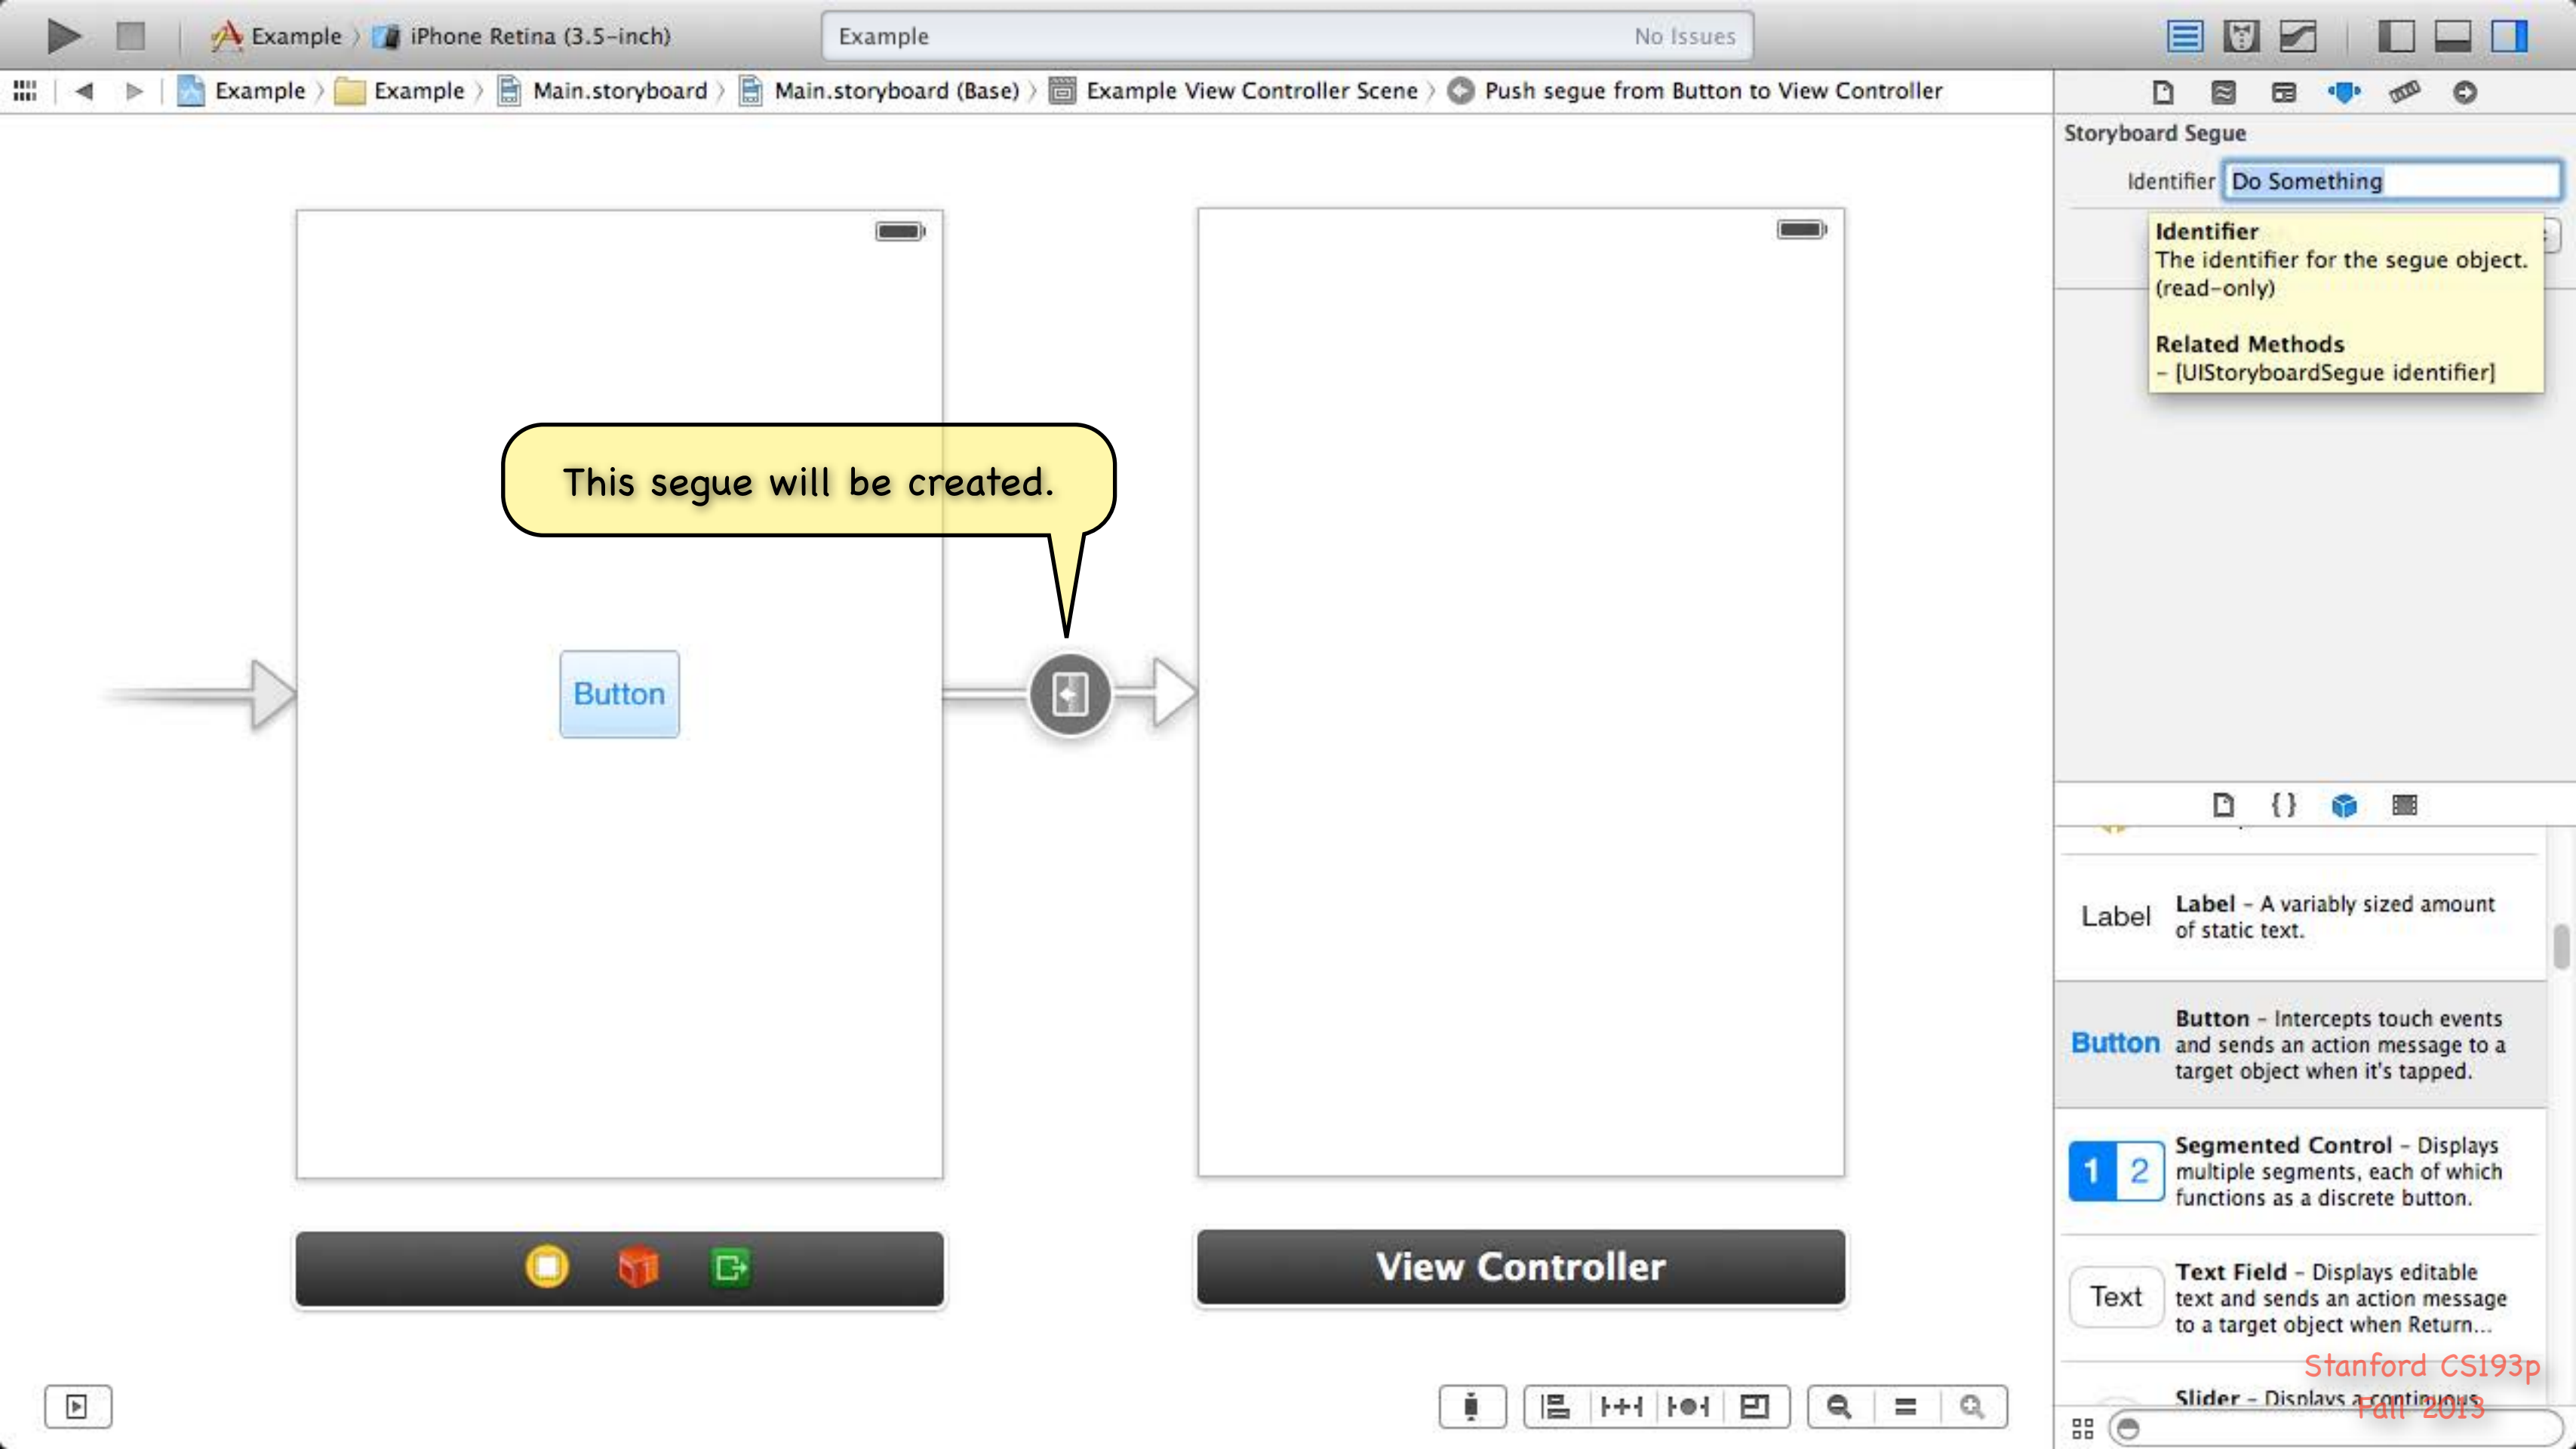 Example 〉 iPhone Retina (3.5-inch)
Example
No Issues
Example 〉 Example 〉 Main.storyboard 〉 Main.storyboard (Base) 〉 Example View Controller Scene 〉 Push segue from Button to View Controller
Storyboard Segue
Identifier Do Something
Identifier
The identifier for the segue object.
(read-only)
Related Methods
- [UIStoryboardSegue identifier]
This segue will be created.
Button
View Controller
Label
Label – A variably sized amount
of static text.
Button
Button – Intercepts touch events
and sends an action message to a
target object when it's tapped.
1 2
Segmented Control – Displays
multiple segments, each of which
functions as a discrete button.
Text
Text Field – Displays editable
text and sends an action message
to a target object when Return...
Slider – Displays a continuous
Stanford CS193p
Fall 2013